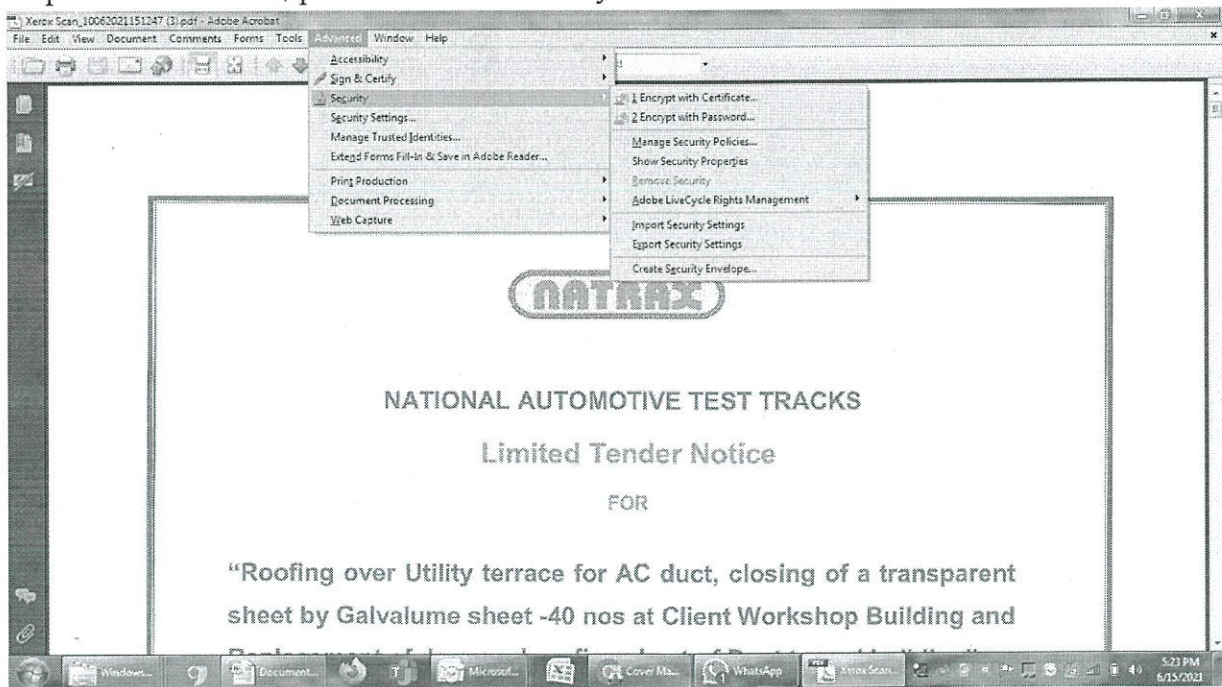 Xerox Scan_10062021151247 (3).pdf - Adobe Acrobat
File Edit View Document Comments Forms Tools Advanced Window Help
Accessibility
Sign & Certify
Security
Security Settings...
Manage Trusted Identities...
Extend Forms Fill-In & Save in Adobe Reader...
Print Production
Document Processing
Web Capture
1 Encrypt with Certificate...
2 Encrypt with Password...
Manage Security Policies...
Show Security Properties
Remove Security
Adobe LiveCycle Rights Management
Import Security Settings
Export Security Settings
Create Security Envelope...
NATRAX
NATIONAL AUTOMOTIVE TEST TRACKS
Limited Tender Notice
FOR
“Roofing over Utility terrace for AC duct, closing of a transparent
sheet by Galvalume sheet -40 nos at Client Workshop Building and
Windows... Document... Microsof... Cover Ma... WhatsApp Xerox Scan... 5:23 PM
6/15/2021